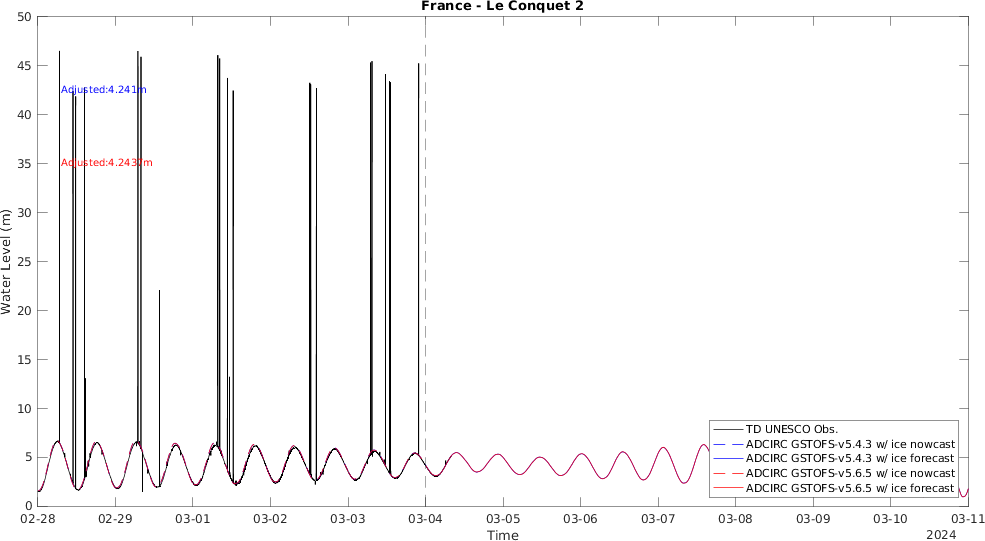 France - Le Conquet 2
50
45
40
35
30
25
20
15
10
5
0
Water Level (m)
Adjusted:4.241m
Adjusted:4.2437m
TD UNESCO Obs.
ADCIRC GSTOFS-v5.4.3 w/ ice nowcast
ADCIRC GSTOFS-v5.4.3 w/ ice forecast
ADCIRC GSTOFS-v5.6.5 w/ ice nowcast
ADCIRC GSTOFS-v5.6.5 w/ ice forecast
02-28 02-29 03-01 03-02 03-03 03-04 03-05 03-06 03-07 03-08 03-09 03-10 03-11
Time
2024